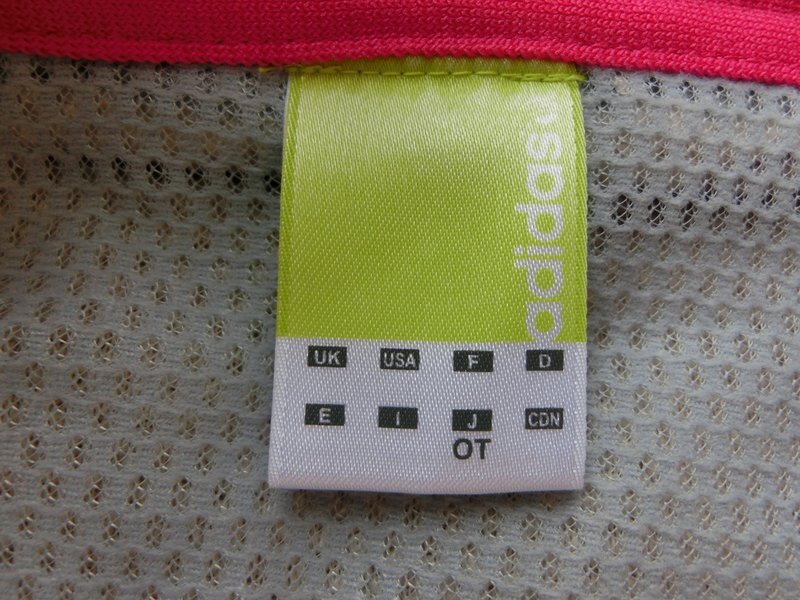 adidas
UK USA F D
E I J CDN
OT